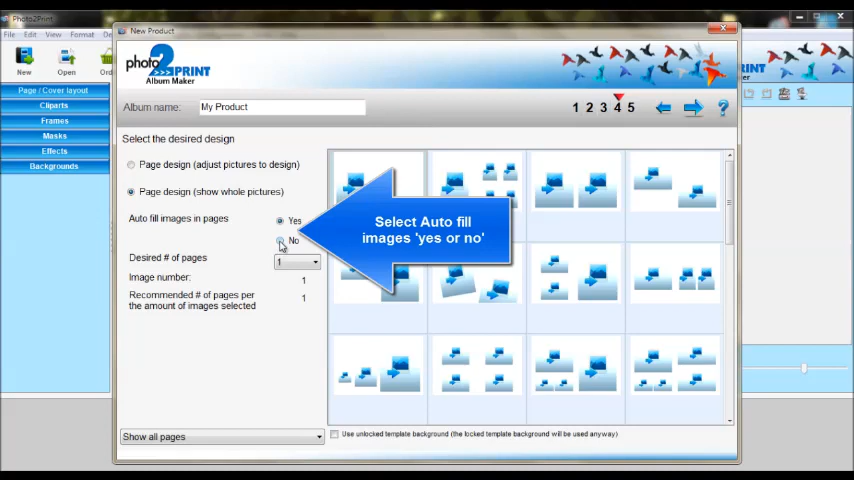 Photo2Print
File Edit View Format
New Product
New
Open
photo
2
PRINT
Album Maker
Album name:
My Product
1 2 3 4 5
Page / Cover layout
Cliparts
Frames
Masks
Effects
Backgrounds
Select the desired design
Page design (adjust pictures to design)
Page design (show whole pictures)
Auto fill images in pages
Yes
No
Select Auto fill
images 'yes or no'
Desired # of pages
1
Image number:
1
Recommended # of pages per
the amount of images selected
1
Show all pages
Use unlocked template background (the locked template background will be used anyway)